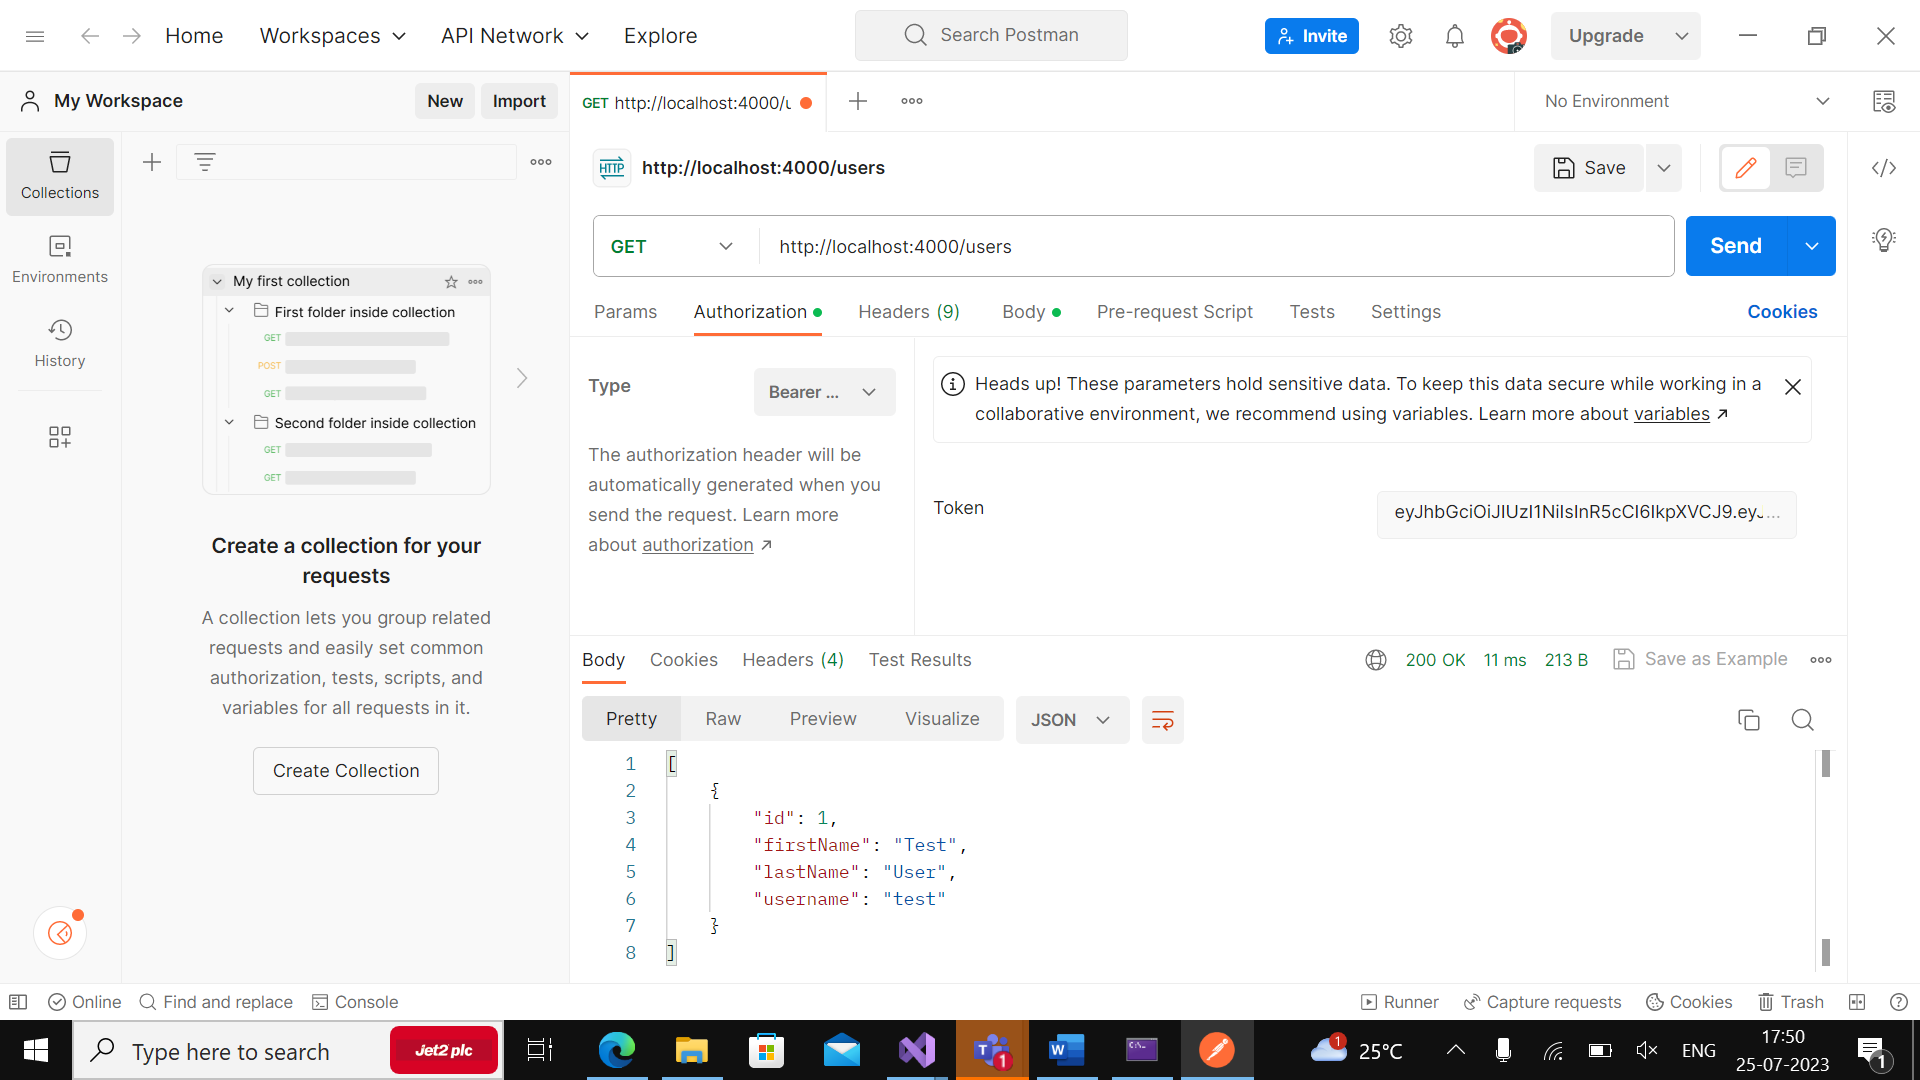 Home
Workspaces
API Network
Explore
Search Postman
Invite
Upgrade
My Workspace
New
Import
GET http://localhost:4000/u
No Environment
Collections
Environments
History
My first collection
First folder inside collection
GET
POST
GET
Second folder inside collection
GET
GET
Create a collection for your
requests
A collection lets you group related
requests and easily set common
authorization, tests, scripts, and
variables for all requests in it.
Create Collection
HTTP
http://localhost:4000/users
Save
GET
http://localhost:4000/users
Send
Params
Authorization
Headers (9)
Body
Pre-request Script
Tests
Settings
Cookies
Type
Bearer ...
The authorization header will be
automatically generated when you
send the request. Learn more
about authorization ↗
Heads up! These parameters hold sensitive data. To keep this data secure while working in a
collaborative environment, we recommend using variables. Learn more about variables ↗
Token
eyJhbGciOiJIUzI1NiIsInR5cCI6IkpXVCJ9.eyJ...
Body
Cookies
Headers (4)
Test Results
200 OK
11 ms
213 B
Save as Example
Pretty
Raw
Preview
Visualize
JSON
1 [
2 {
3 "id": 1,
4 "firstName": "Test",
5 "lastName": "User",
6 "username": "test"
7 }
8 ]
Online
Find and replace
Console
Runner
Capture requests
Cookies
Trash
Type here to search
Jet2 plc
1
1
25°C
ENG
17:50
25-07-2023
1